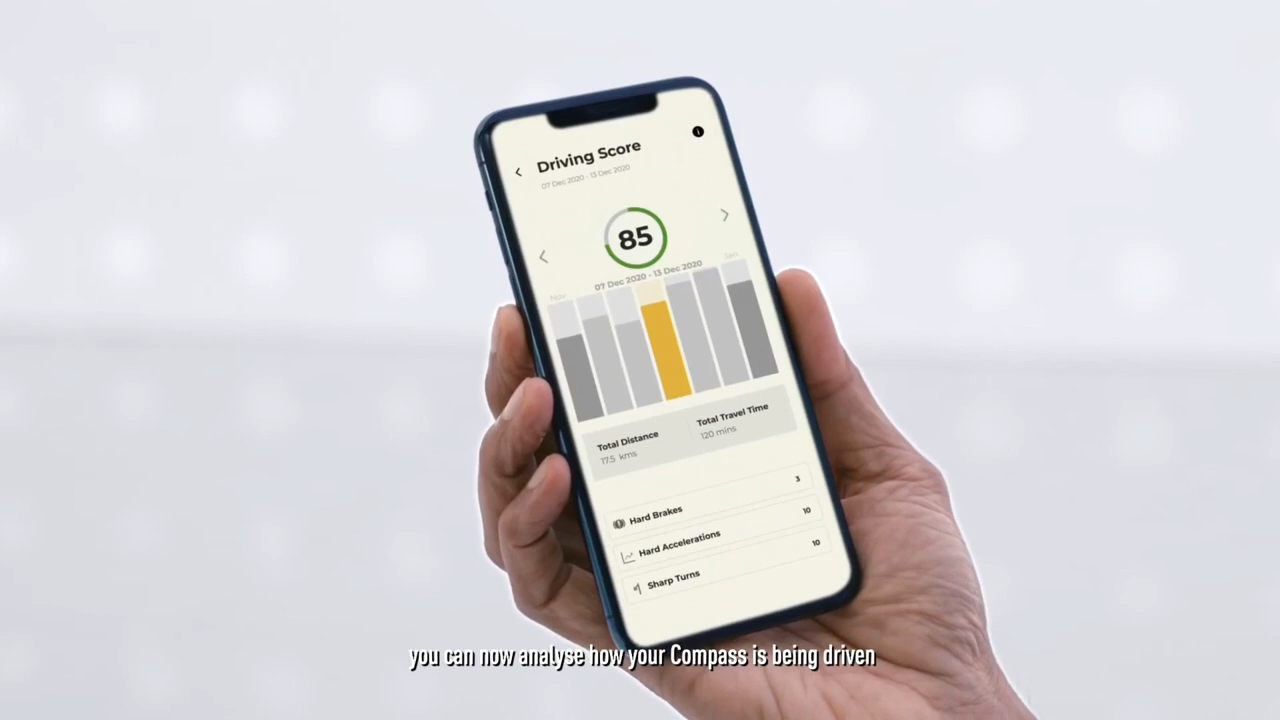 Driving Score
07 Dec 2020 - 13 Dec 2020
85
07 Dec 2020 - 13 Dec 2020
Nov
Total Distance
17.5 kms
Total Travel Time
120 mins
Hard Brakes
3
Hard Accelerations
10
Sharp Turns
10
you can now analyse how your Compass is being driven